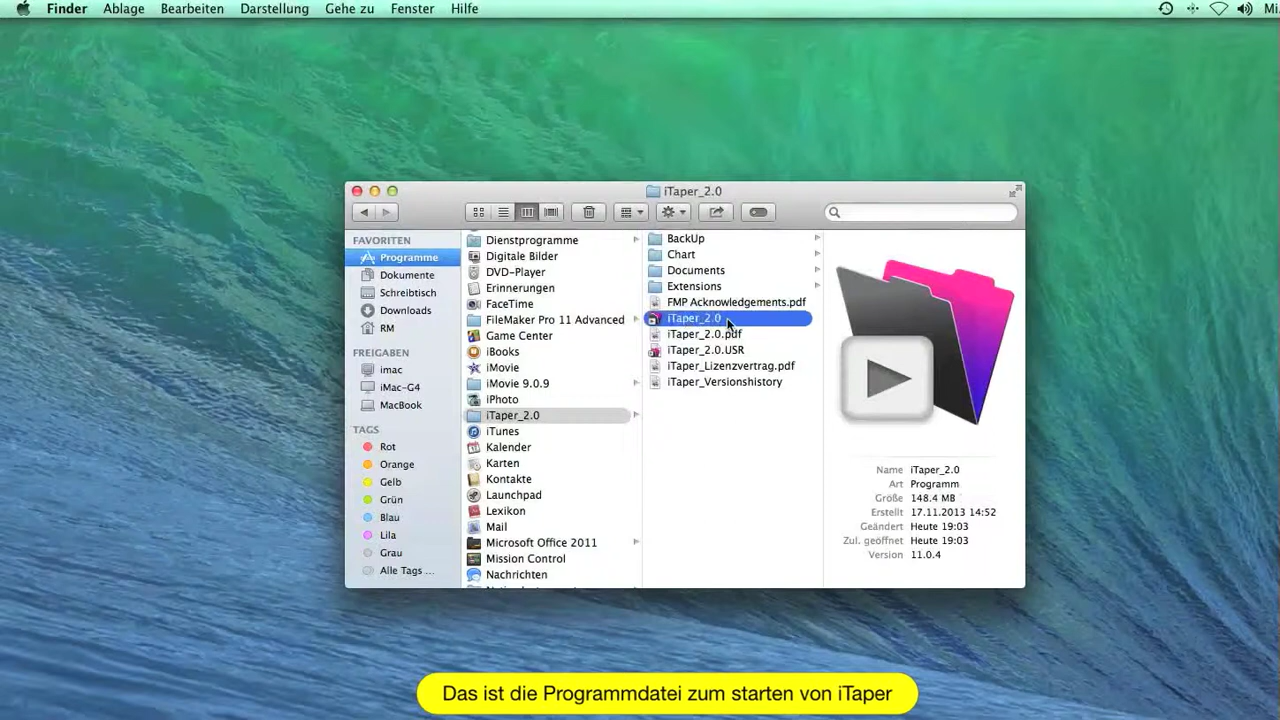 Finder Ablage Bearbeiten Darstellung Gehe zu Fenster Hilfe Mi
iTaper_2.0
FAVORITEN
Programme
Dokumente
Schreibtisch
Downloads
RM
FREIGABEN
imac
iMac-G4
MacBook
TAGS
Rot
Orange
Gelb
Grün
Blau
Lila
Grau
Alle Tags ...
Dienstprogramme
Digitale Bilder
DVD-Player
Erinnerungen
FaceTime
FileMaker Pro 11 Advanced
Game Center
iBooks
iMovie
iMovie 9.0.9
iPhoto
iTaper_2.0
iTunes
Kalender
Karten
Kontakte
Launchpad
Lexikon
Mail
Microsoft Office 2011
Mission Control
Nachrichten
BackUp
Chart
Documents
Extensions
FMP Acknowledgements.pdf
iTaper_2.0
iTaper_2.0.pdf
iTaper_2.0.USR
iTaper_Lizenzvertrag.pdf
iTaper_Versionshistory
Name iTaper_2.0
Art Programm
Größe 148.4 MB
Erstellt 17.11.2013 14:52
Geändert Heute 19:03
Zul. geöffnet Heute 19:03
Version 11.0.4
Das ist die Programmdatei zum starten von iTaper